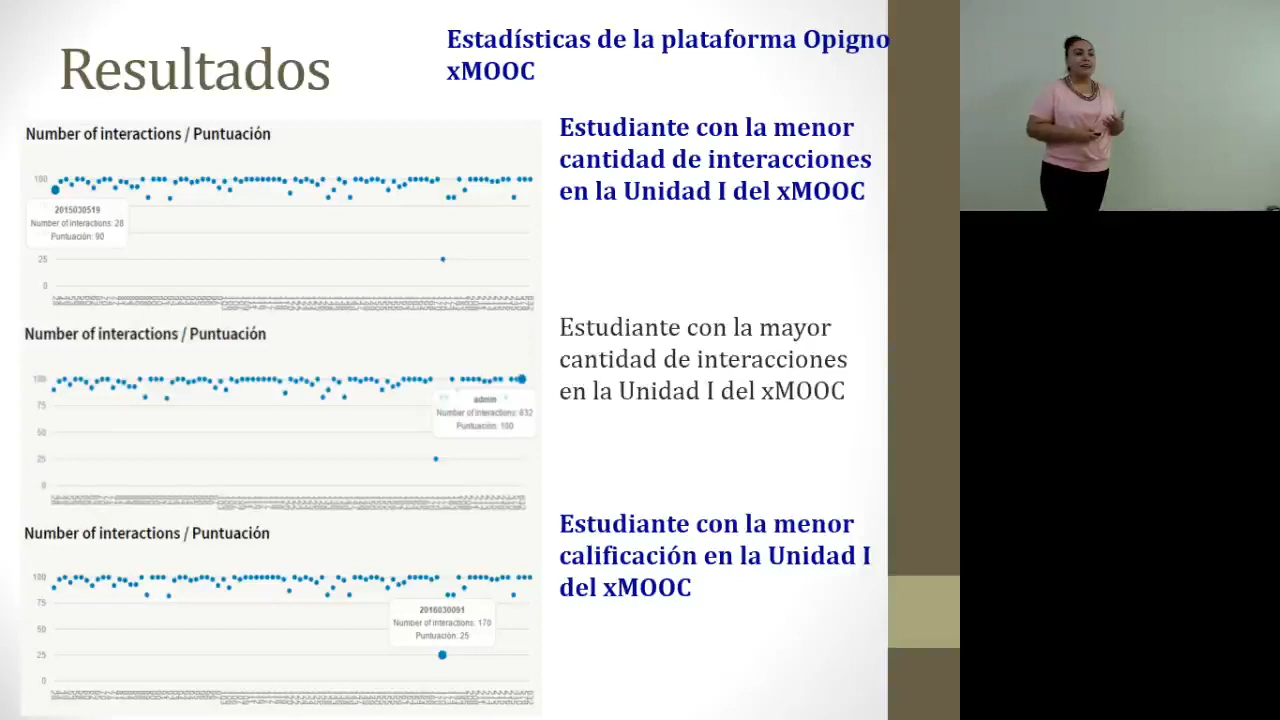 Resultados
Estadísticas de la plataforma Opigno
xMOOC
Number of interactions / Puntuación
100
2015030519
Number of interactions: 28
Puntuación: 90
25
0
Estudiante con la menor
cantidad de interacciones
en la Unidad I del xMOOC
Number of interactions / Puntuación
100
75
50
25
0
admin
Number of interactions: 832
Puntuación: 100
Estudiante con la mayor
cantidad de interacciones
en la Unidad I del xMOOC
Number of interactions / Puntuación
100
75
50
25
0
2016030091
Number of interactions: 170
Puntuación: 25
Estudiante con la menor
calificación en la Unidad I
del xMOOC